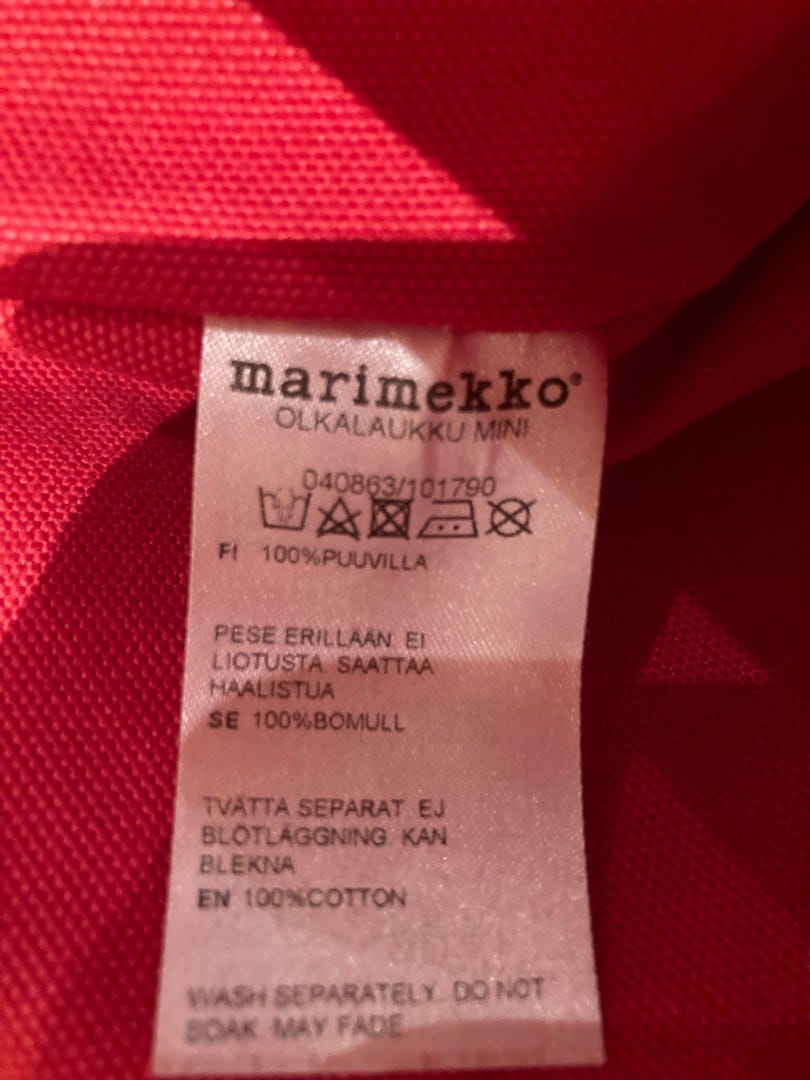 marimekko®
OLKALAUKKU MINI
040863/101790
FI 100%PUUVILLA
PESE ERILLÄÄN. EI
LIOTUSTA. SAATTAA
HAALISTUA
SE 100%BOMULL
TVÄTTA SEPARAT. EJ
BLÖTLÄGGNING. KAN
BLEKNA
EN 100%COTTON
WASH SEPARATELY. DO NOT
SOAK. MAY FADE